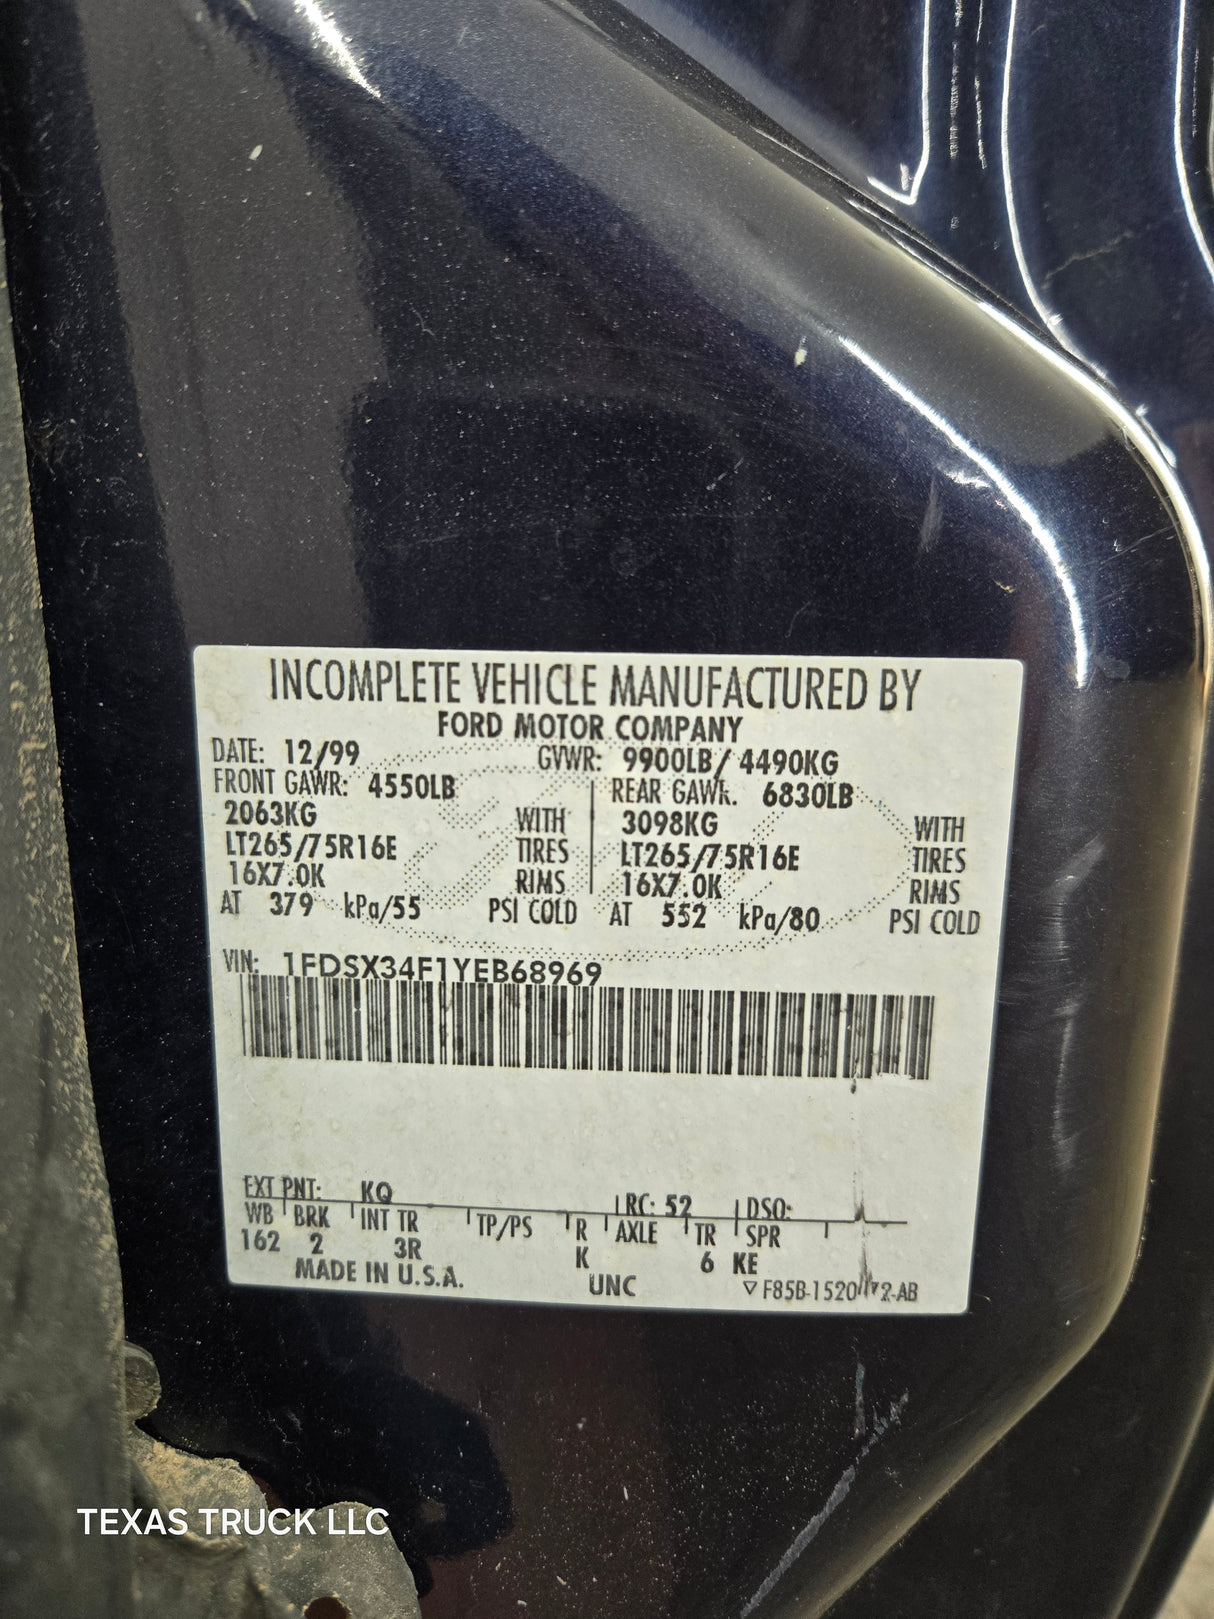 INCOMPLETE VEHICLE MANUFACTURED BY
FORD MOTOR COMPANY
DATE: 12/99 GVWR: 9900LB/ 4490KG
FRONT GAWR: 4550LB REAR GAWR. 6830LB
2063KG WITH 3098KG WITH
LT265/75R16E TIRES LT265/75R16E TIRES
16X7.0K RIMS 16X7.0K RIMS
AT 379 kPa/55 PSI COLD AT 552 kPa/80 PSI COLD
VIN: 1FDSX34F1YEB68969
EXT PNT: KQ RC: 52 DSO:
WB BRK INT TR TP/PS R AXLE TR SPR
162 2 3R K 6 KE
MADE IN U.S.A. UNC
TEXAS TRUCK LLC